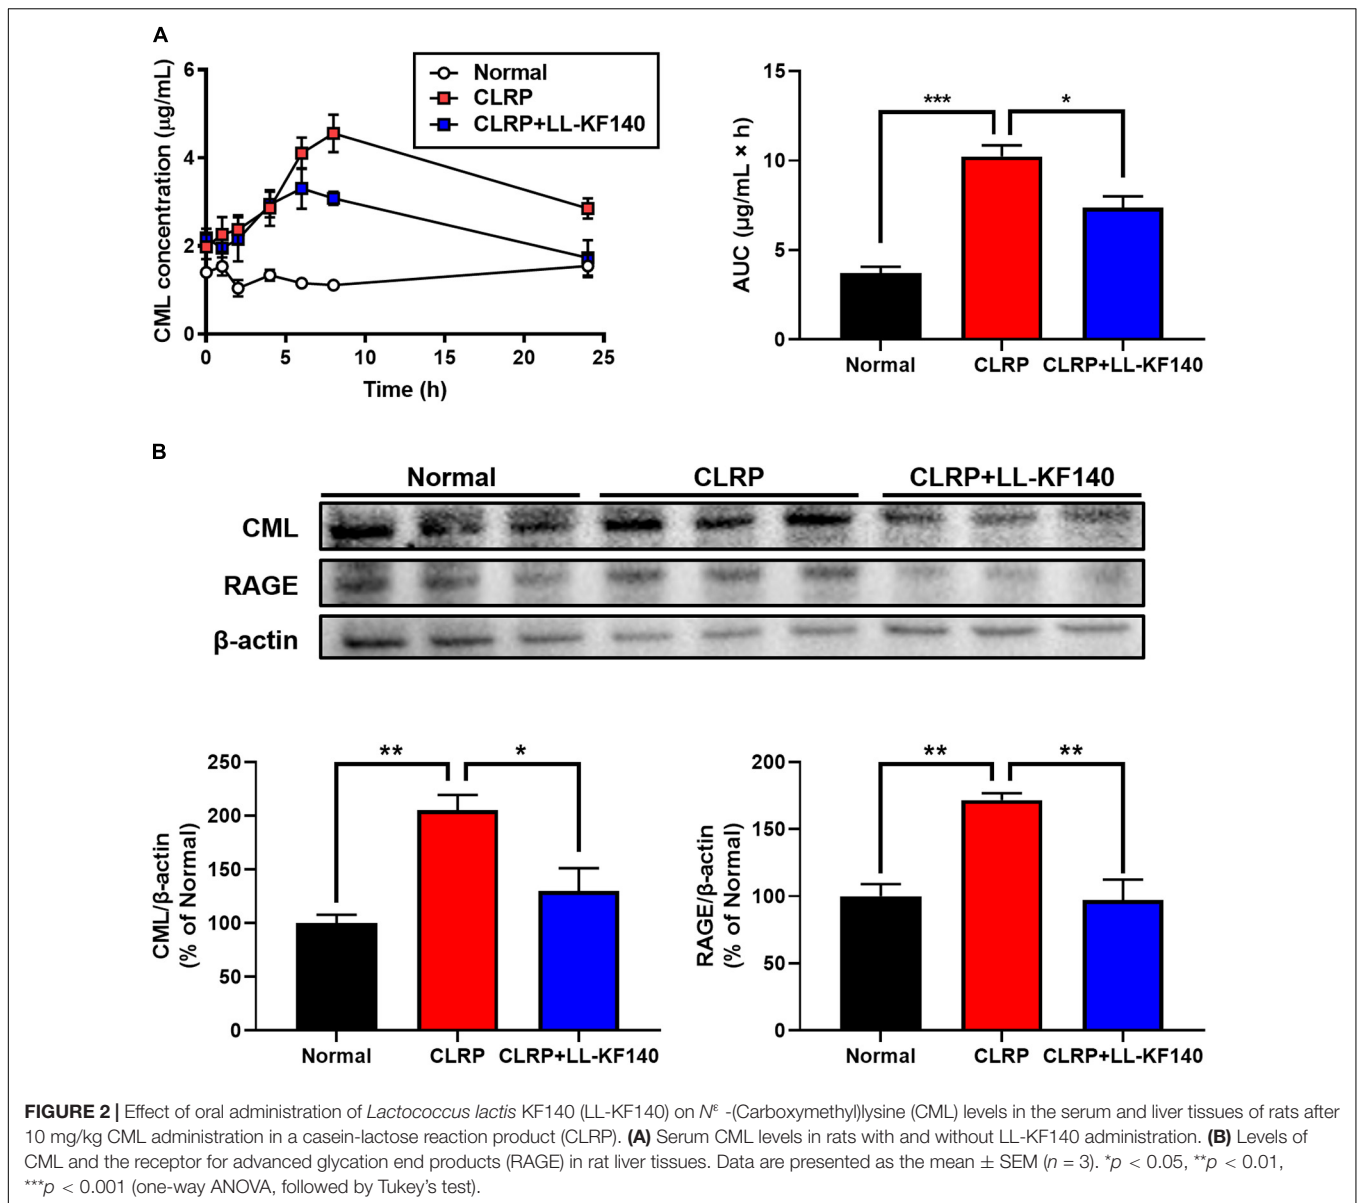 A
CML concentration (µg/mL)
6
4
2
0
0 5 10 15 20 25
Time (h)
Normal
CLRP
CLRP+LL-KF140
AUC (µg/mL × h)
15
10
5
0
*** *
Normal CLRP CLRP+LL-KF140
B
Normal CLRP CLRP+LL-KF140
CML
RAGE
β-actin
CML/β-actin
(% of Normal)
250
200
150
100
50
0
** *
Normal CLRP CLRP+LL-KF140
RAGE/β-actin
(% of Normal)
200
150
100
50
0
** **
Normal CLRP CLRP+LL-KF140
FIGURE 2 | Effect of oral administration of Lactococcus lactis KF140 (LL-KF140) on Nᵋ -(Carboxymethyl)lysine (CML) levels in the serum and liver tissues of rats after
10 mg/kg CML administration in a casein-lactose reaction product (CLRP). (A) Serum CML levels in rats with and without LL-KF140 administration. (B) Levels of
CML and the receptor for advanced glycation end products (RAGE) in rat liver tissues. Data are presented as the mean ± SEM (n = 3). *p < 0.05, **p < 0.01,
***p < 0.001 (one-way ANOVA, followed by Tukey’s test).